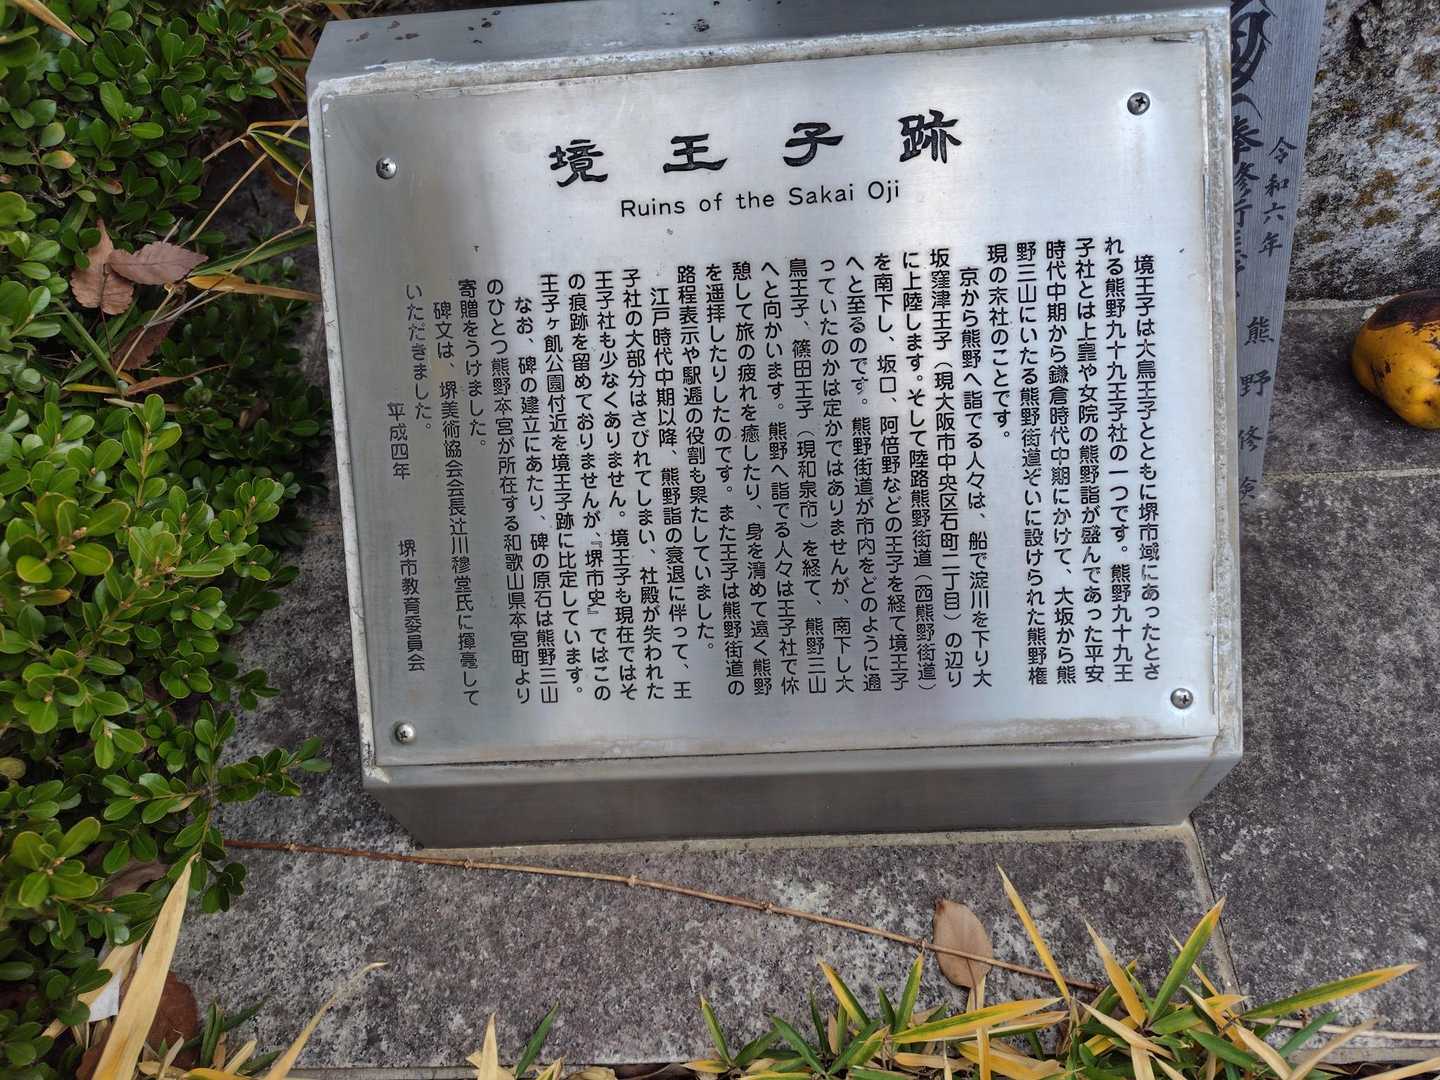 境王子跡
Ruins of the Sakai Oji
境王子は大鳥王子とともに堺市域にあったとさ
れる熊野九十九王子社の一つです。熊野九十九王
子社とは上皇や女院の熊野詣が盛んであった平安
時代中期から鎌倉時代中期にかけて、大坂から熊
野三山にいたる熊野街道ぞいに設けられた熊野権
現の末社のことです。
京から熊野へ詣でる人々は、船で淀川を下り大
坂窪津王子（現大阪市中央区石町二丁目）の辺り
に上陸します。そして陸路熊野街道（西熊野街道）
を南下し、坂口、阿倍野などの王子を経て境王子
へと至るのです。熊野街道が市内をどのように通
っていたのかは定かではありませんが、南下し大
鳥王子、篠田王子（現和泉市）を経て、熊野三山
へと向かいます。熊野へ詣でる人々は王子社で休
憩して旅の疲れを癒したり、身を清めて遠く熊野
を遥拝したりしたのです。また王子は熊野街道の
路程表示や駅逓の役割も果たしていました。
江戸時代中期以降、熊野詣の衰退に伴って、王
子社の大部分はさびれてしまい、社殿が失われた
王子社も少なくありません。境王子も現在ではそ
の痕跡を留めておりませんが、『堺市史』ではこの
王子ヶ飢公園付近を境王子跡に比定しています。
なお、碑の建立にあたり、碑の原石は熊野三山
のひとつ熊野本宮が所在する和歌山県本宮町より
寄贈をうけました。
碑文は、堺美術協会会長辻川穆堂氏に揮毫して
いただきました。
平成四年　堺市教育委員会
令和六年　熊野修験
奉修行